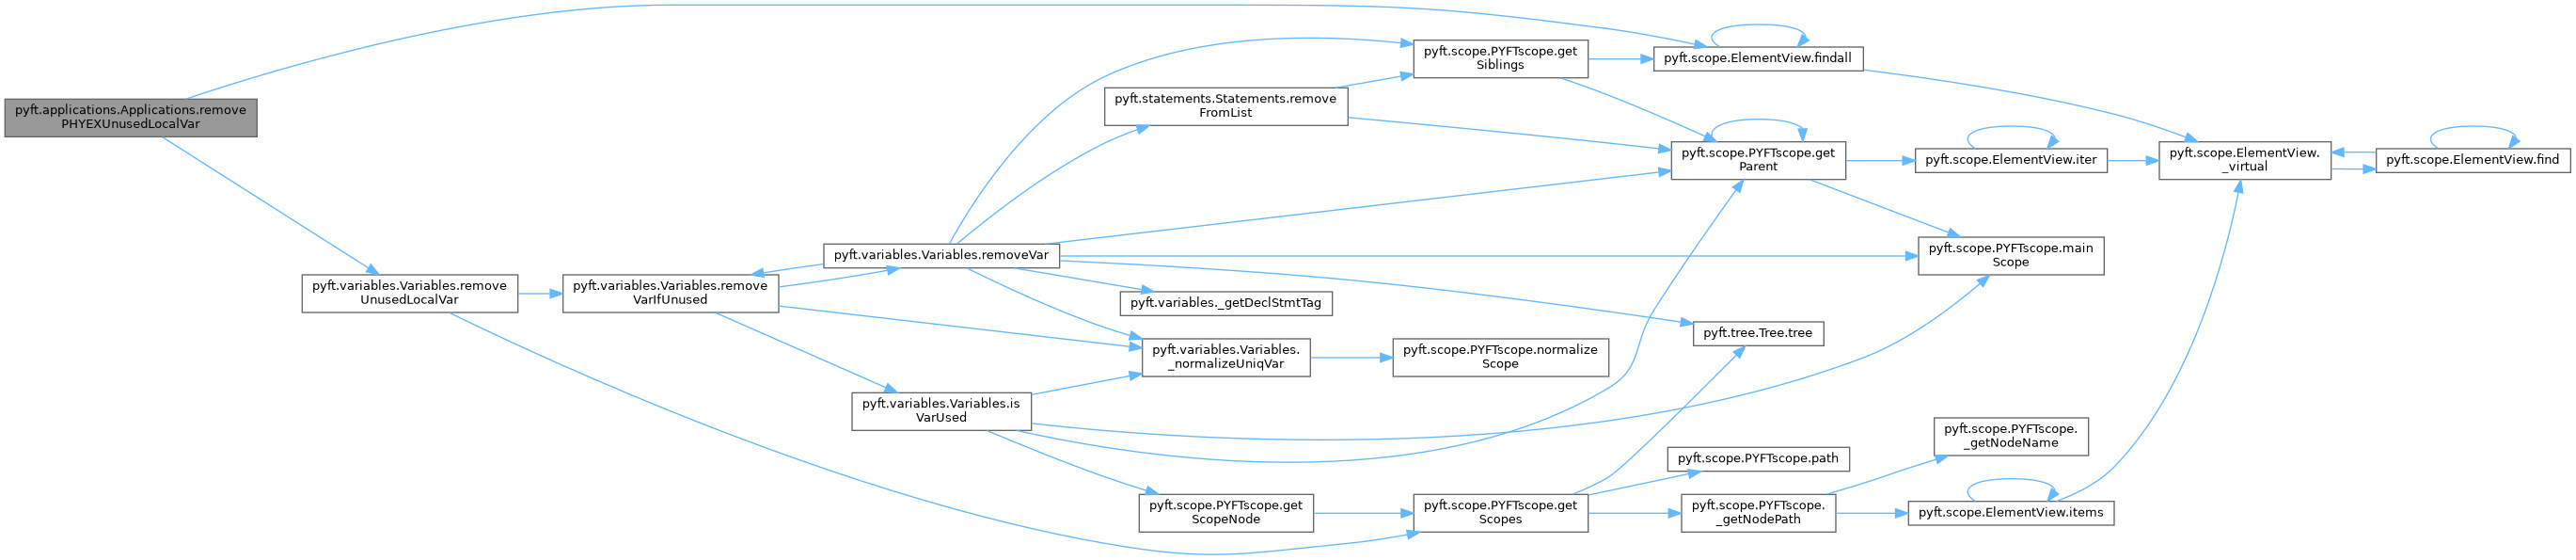 pyft.applications.Applications.remove
PHYEXUnusedLocalVar
pyft.variables.Variables.remove
UnusedLocalVar
pyft.variables.Variables.remove
VarIfUnused
pyft.variables.Variables.removeVar
pyft.variables.Variables.is
VarUsed
pyft.statements.Statements.remove
FromList
pyft.variables._getDeclStmtTag
pyft.variables.Variables.
_normalizeUniqVar
pyft.scope.PYFTscope.get
ScopeNode
pyft.scope.PYFTscope.get
Siblings
pyft.scope.PYFTscope.normalize
Scope
pyft.scope.PYFTscope.get
Scopes
pyft.scope.ElementView.findall
pyft.scope.PYFTscope.get
Parent
pyft.tree.Tree.tree
pyft.scope.PYFTscope.path
pyft.scope.PYFTscope.
_getNodePath
pyft.scope.ElementView.iter
pyft.scope.PYFTscope.main
Scope
pyft.scope.PYFTscope.
_getNodeName
pyft.scope.ElementView.items
pyft.scope.ElementView.
_virtual
pyft.scope.ElementView.find